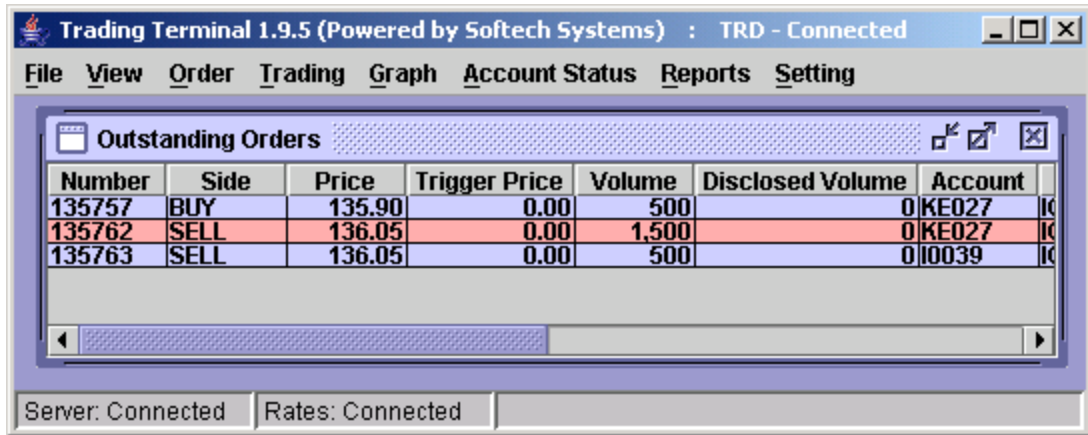 Trading Terminal 1.9.5 (Powered by Softech Systems)  :  TRD - Connected
File View Order Trading Graph Account Status Reports Setting
Outstanding Orders
Number Side Price Trigger Price Volume Disclosed Volume Account
135757 BUY 135.90 0.00 500 0 KE027
135762 SELL 136.05 0.00 1,500 0 KE027
135763 SELL 136.05 0.00 500 0 I0039
Server: Connected Rates: Connected